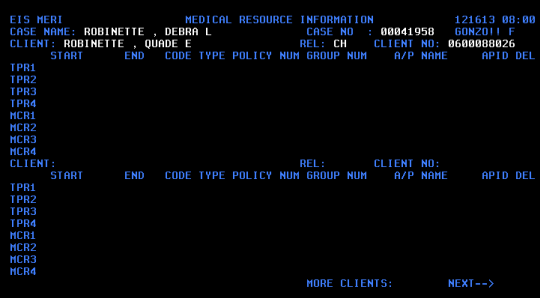 EIS MERI MEDICAL RESOURCE INFORMATION 121613 08:00
CASE NAME: ROBINETTE , DEBRA L CASE NO : 00041958 GONZO!! F
CLIENT: ROBINETTE , QUADE E REL: CH CLIENT NO: 0600088026
START END CODE TYPE POLICY NUM GROUP NUM A/P NAME APID DEL
TPR1
TPR2
TPR3
TPR4
MCR1
MCR2
MCR3
MCR4
CLIENT: REL: CLIENT NO:
START END CODE TYPE POLICY NUM GROUP NUM A/P NAME APID DEL
TPR1
TPR2
TPR3
TPR4
MCR1
MCR2
MCR3
MCR4
MORE CLIENTS: NEXT-->